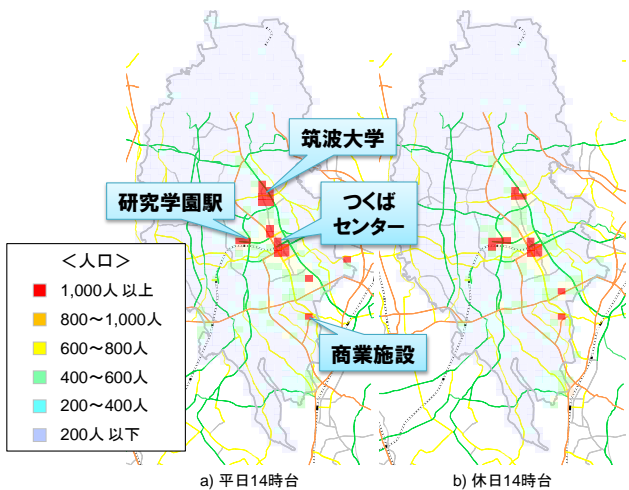 筑波大学
研究学園駅
つくば
センター
＜人口＞
1,000人以上
800～1,000人
600～800人
400～600人
200～400人
200人以下
商業施設
a) 平日14時台
b) 休日14時台